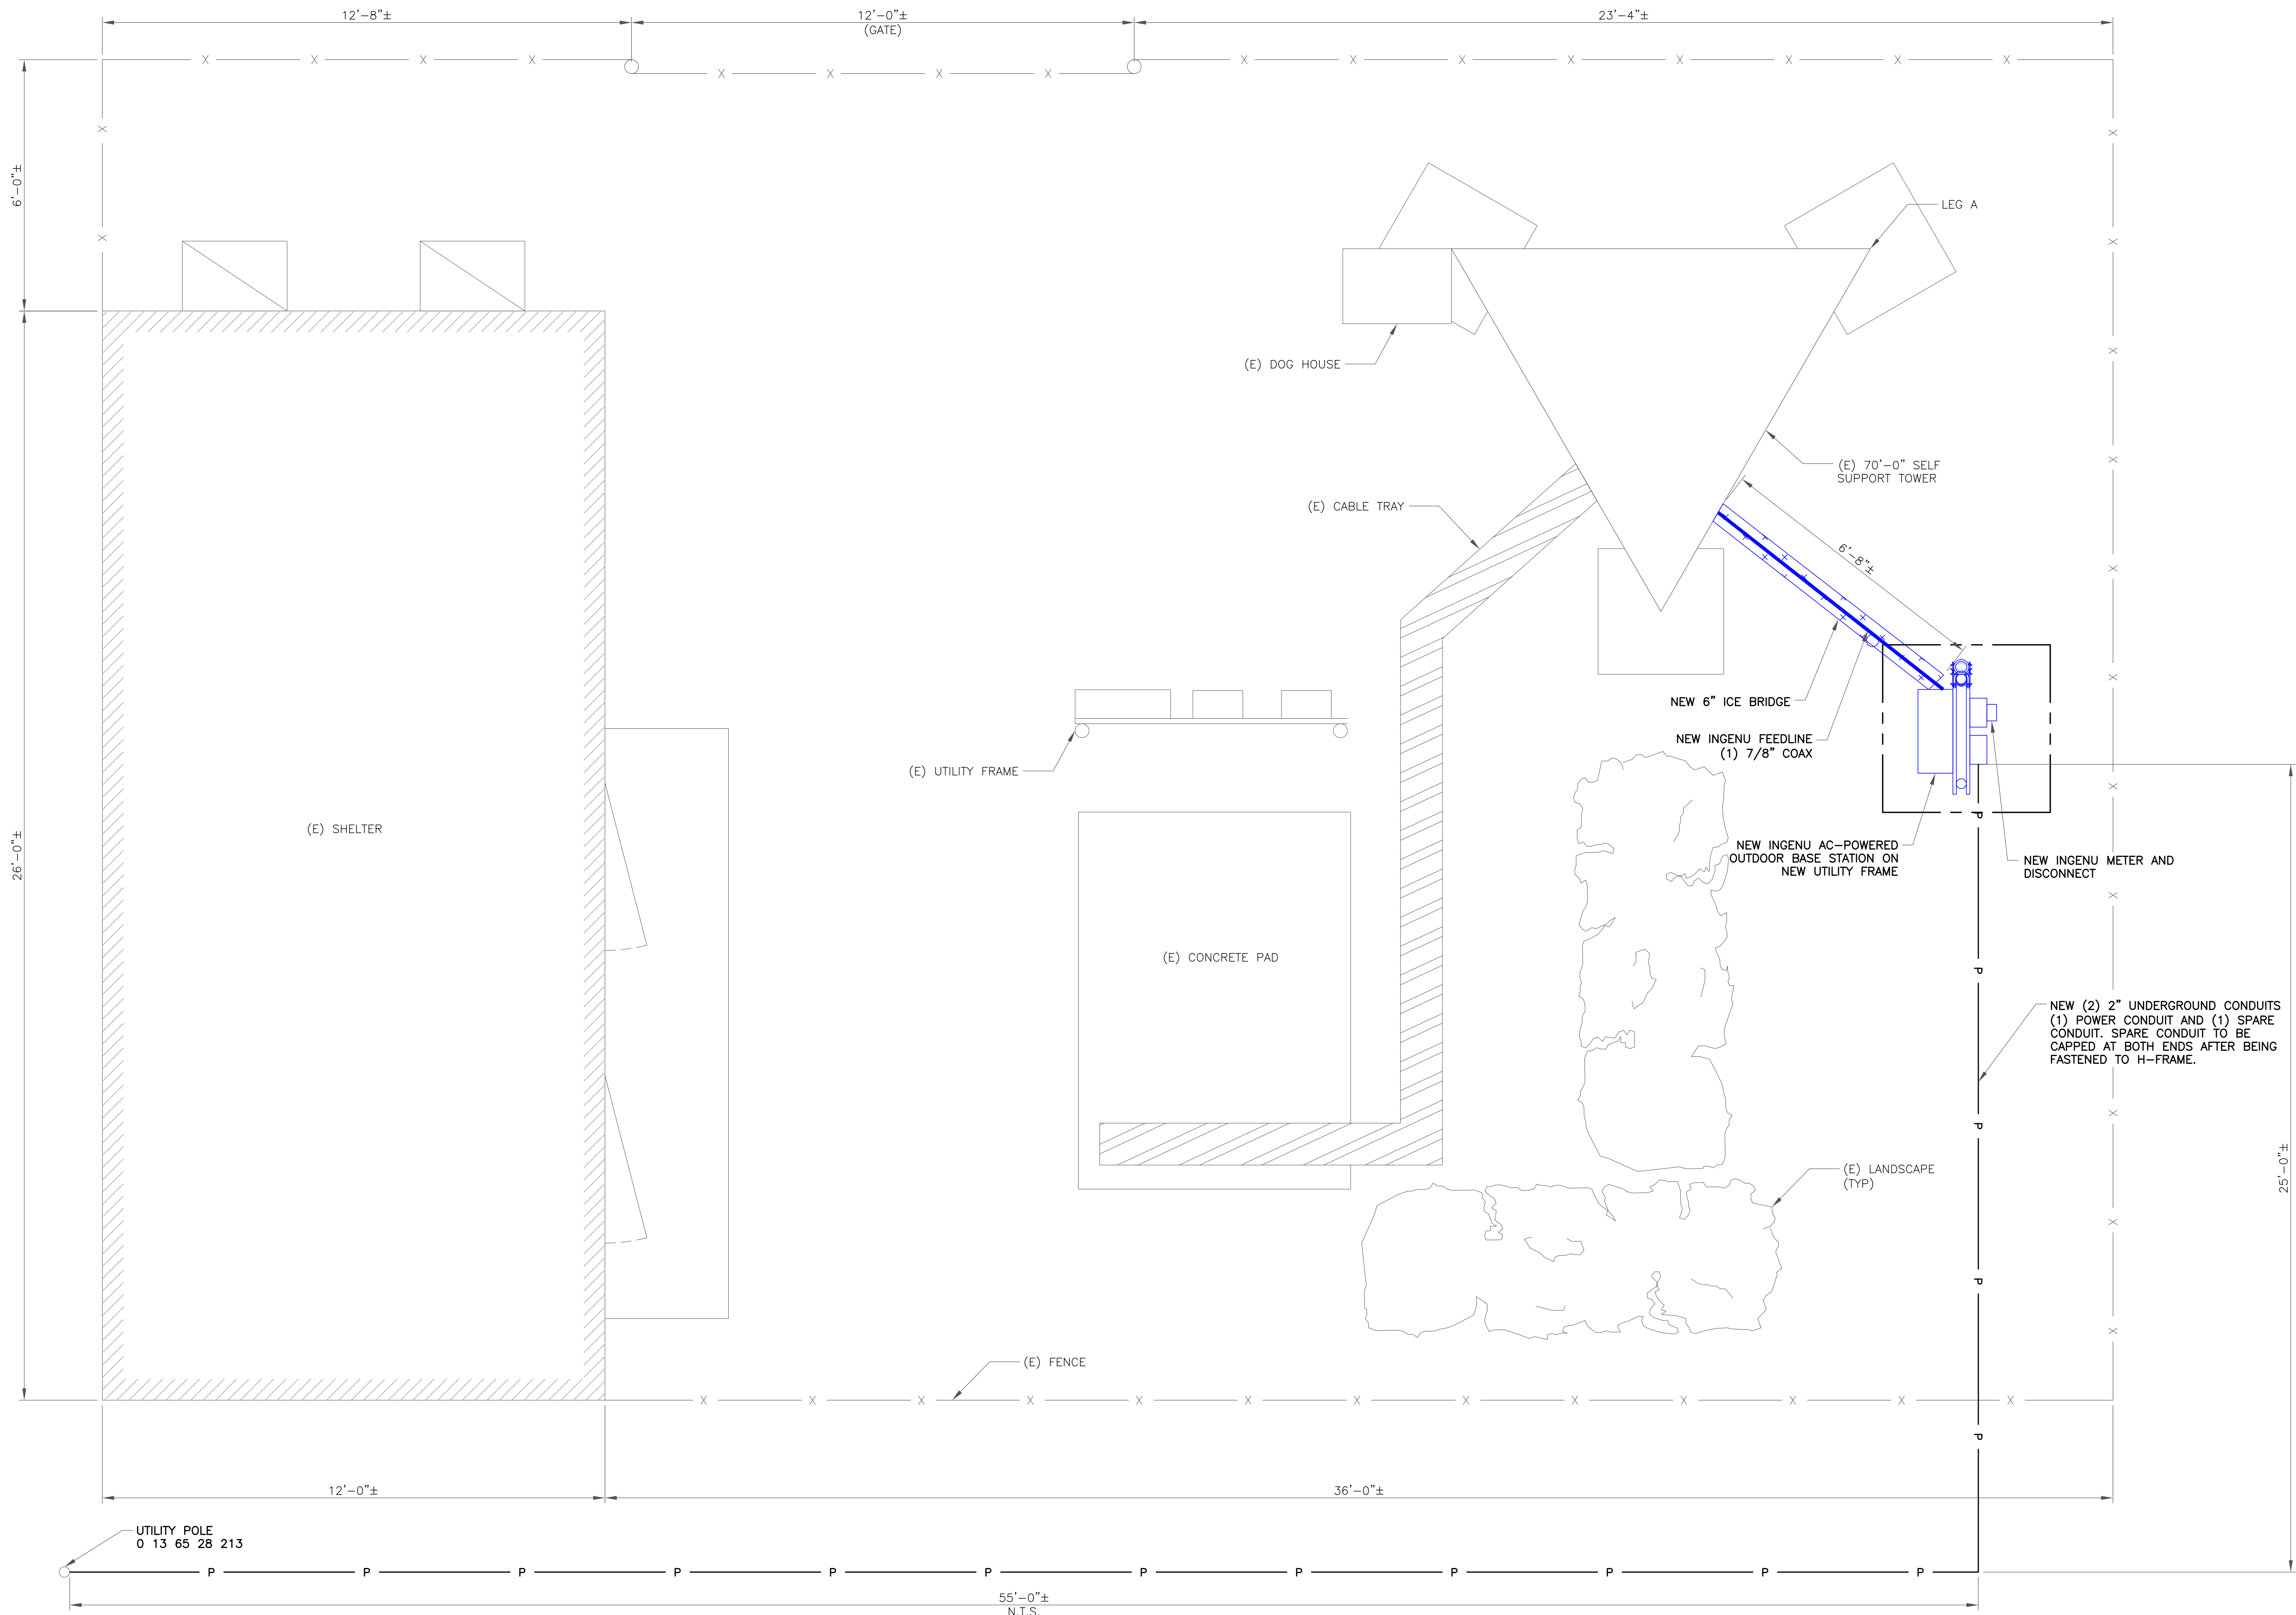 12'-8"±
12'-0"±
(GATE)
23'-4"±
6'-0"±
LEG A
(E) DOG HOUSE
(E) 70'-0" SELF
SUPPORT TOWER
(E) CABLE TRAY
6'-8"±
NEW 6" ICE BRIDGE
NEW INGENU FEEDLINE
(1) 7/8" COAX
(E) UTILITY FRAME
(E) SHELTER
26'-0"±
NEW INGENU AC-POWERED
OUTDOOR BASE STATION ON
NEW UTILITY FRAME
NEW INGENU METER AND
DISCONNECT
(E) CONCRETE PAD
NEW (2) 2" UNDERGROUND CONDUITS
(1) POWER CONDUIT AND (1) SPARE
CONDUIT. SPARE CONDUIT TO BE
CAPPED AT BOTH ENDS AFTER BEING
FASTENED TO H-FRAME.
25'-0"±
(E) LANDSCAPE
(TYP)
(E) FENCE
12'-0"±
36'-0"±
UTILITY POLE
0 13 65 28 213
P P P P P P P P P P P P
P
P
P
P
P
55'-0"±
N.T.S.